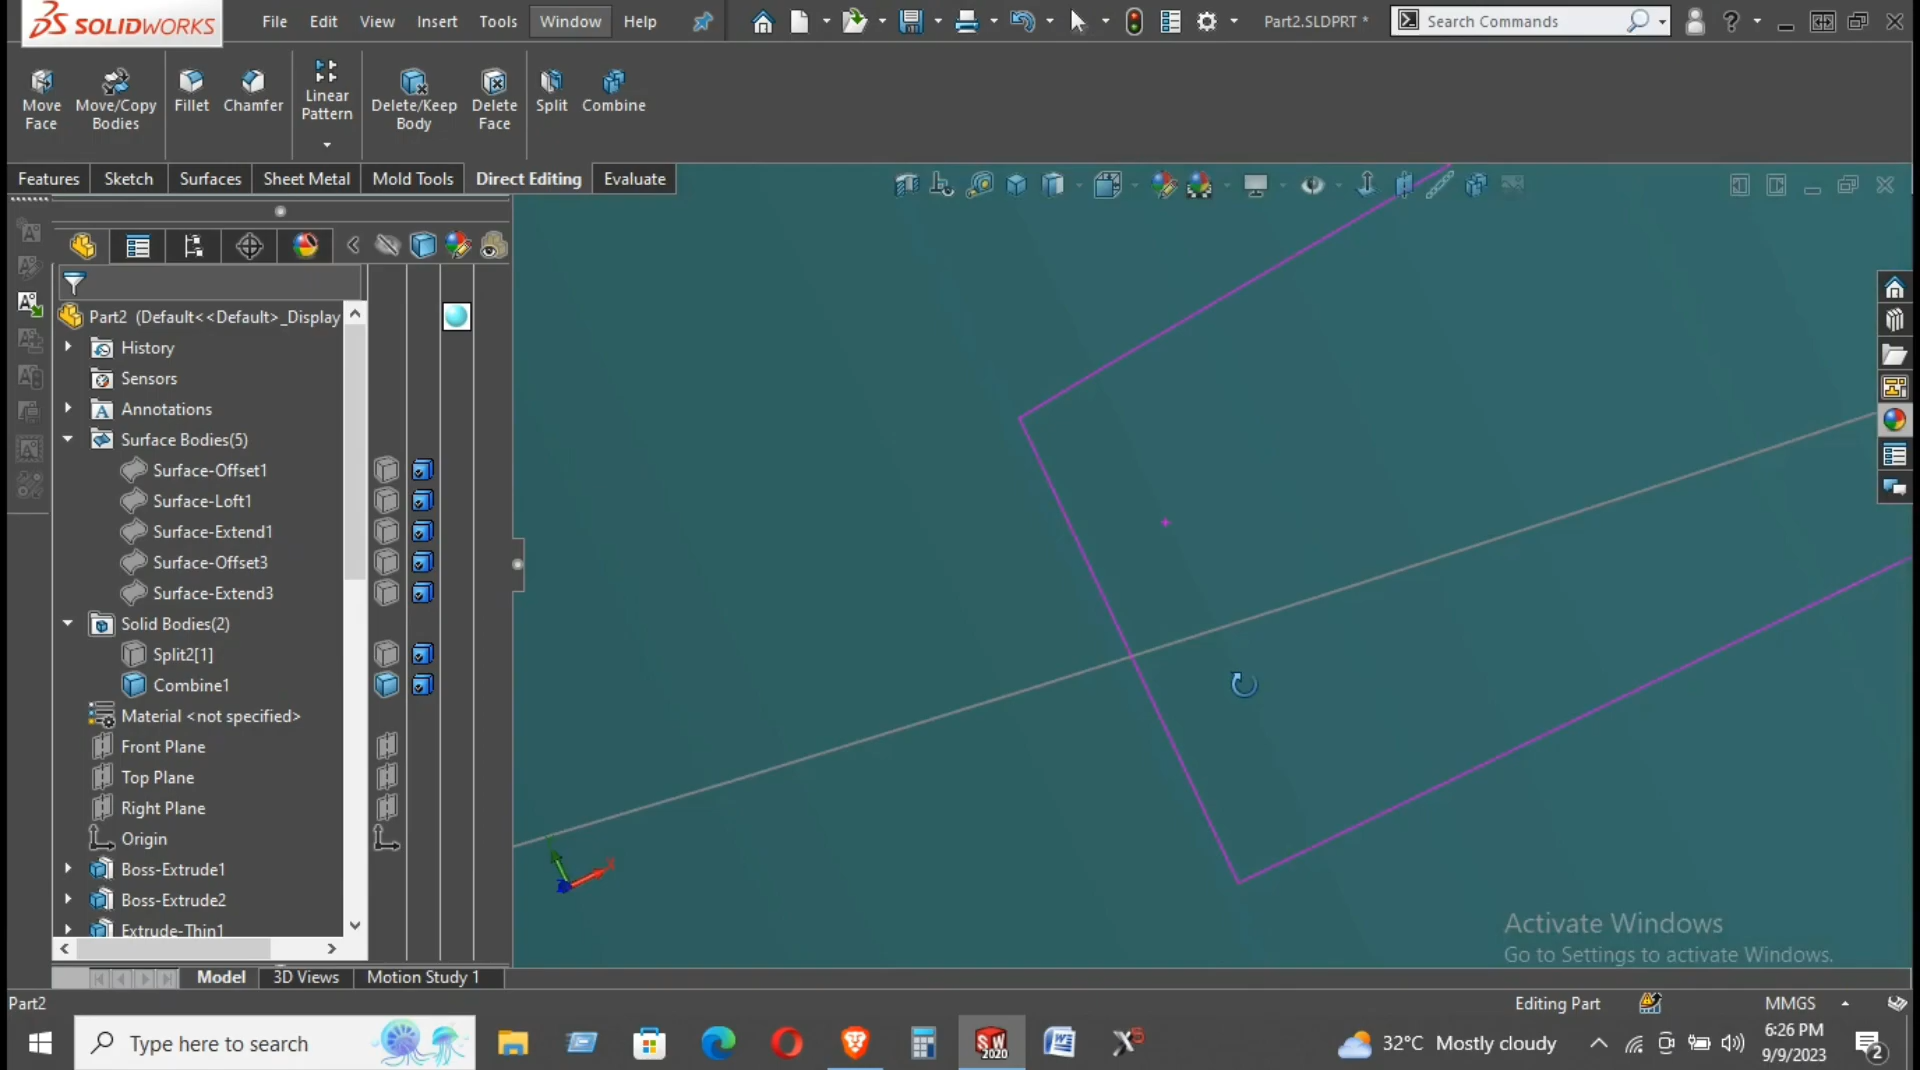 SOLIDWORKS
File Edit View Insert Tools Window Help
Part2.SLDPRT *
Search Commands
Move Face
Move/Copy Bodies
Fillet
Chamfer
Linear Pattern
Delete/Keep Body
Delete Face
Split
Combine
Features Sketch Surfaces Sheet Metal Mold Tools Direct Editing Evaluate
Part2 (Default<<Default>_Display
History
Sensors
Annotations
Surface Bodies(5)
Surface-Offset1
Surface-Loft1
Surface-Extend1
Surface-Offset3
Surface-Extend3
Solid Bodies(2)
Split2[1]
Combine1
Material <not specified>
Front Plane
Top Plane
Right Plane
Origin
Boss-Extrude1
Boss-Extrude2
Extrude-Thin1
Activate Windows
Go to Settings to activate Windows.
Model 3D Views Motion Study 1
Part2
Editing Part
MMGS
Type here to search
SW 2020
32°C Mostly cloudy
6:26 PM
9/9/2023
2